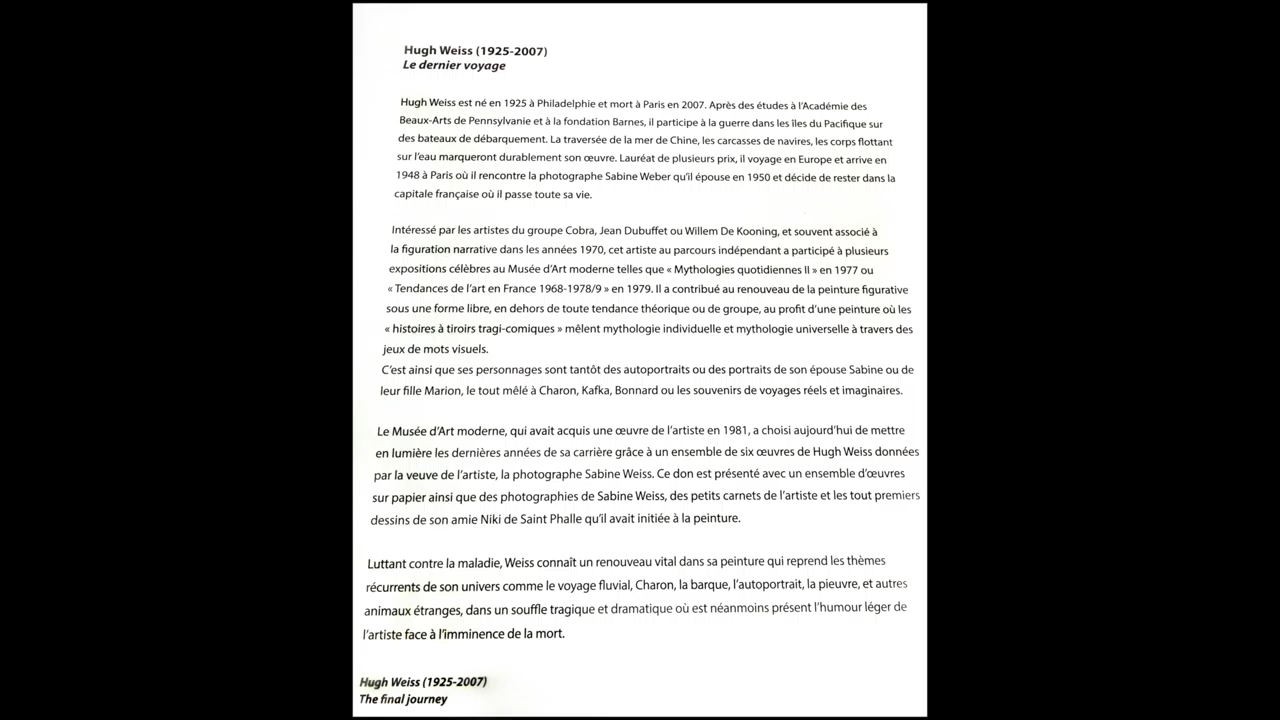 Hugh Weiss (1925-2007)
Le dernier voyage
Hugh Weiss est né en 1925 à Philadelphie et mort à Paris en 2007. Après des études à l'Académie des
Beaux-Arts de Pennsylvanie et à la fondation Barnes, il participe à la guerre dans les îles du Pacifique sur
des bateaux de débarquement. La traversée de la mer de Chine, les carcasses de navires, les corps flottant
sur l'eau marqueront durablement son œuvre. Lauréat de plusieurs prix, il voyage en Europe et arrive en
1948 à Paris où il rencontre la photographe Sabine Weber qu'il épouse en 1950 et décide de rester dans la
capitale française où il passe toute sa vie.
Intéressé par les artistes du groupe Cobra, Jean Dubuffet ou Willem De Kooning, et souvent associé à
la figuration narrative dans les années 1970, cet artiste au parcours indépendant a participé à plusieurs
expositions célèbres au Musée d'Art moderne telles que « Mythologies quotidiennes II » en 1977 ou
« Tendances de l'art en France 1968-1978/9 » en 1979. Il a contribué au renouveau de la peinture figurative
sous une forme libre, en dehors de toute tendance théorique ou de groupe, au profit d'une peinture où les
« histoires à tiroirs tragi-comiques » mêlent mythologie individuelle et mythologie universelle à travers des
jeux de mots visuels.
C'est ainsi que ses personnages sont tantôt des autoportraits ou des portraits de son épouse Sabine ou de
leur fille Marion, le tout mêlé à Charon, Kafka, Bonnard ou les souvenirs de voyages réels et imaginaires.
Le Musée d'Art moderne, qui avait acquis une œuvre de l'artiste en 1981, a choisi aujourd'hui de mettre
en lumière les dernières années de sa carrière grâce à un ensemble de six œuvres de Hugh Weiss données
par la veuve de l'artiste, la photographe Sabine Weiss. Ce don est présenté avec un ensemble d'œuvres
sur papier ainsi que des photographies de Sabine Weiss, des petits carnets de l'artiste et les tout premiers
dessins de son amie Niki de Saint Phalle qu'il avait initiée à la peinture.
Luttant contre la maladie, Weiss connaît un renouveau vital dans sa peinture qui reprend les thèmes
récurrents de son univers comme le voyage fluvial, Charon, la barque, l'autoportrait, la pieuvre, et autres
animaux étranges, dans un souffle tragique et dramatique où est néanmoins présent l'humour léger de
l'artiste face à l'imminence de la mort.
Hugh Weiss (1925-2007)
The final journey